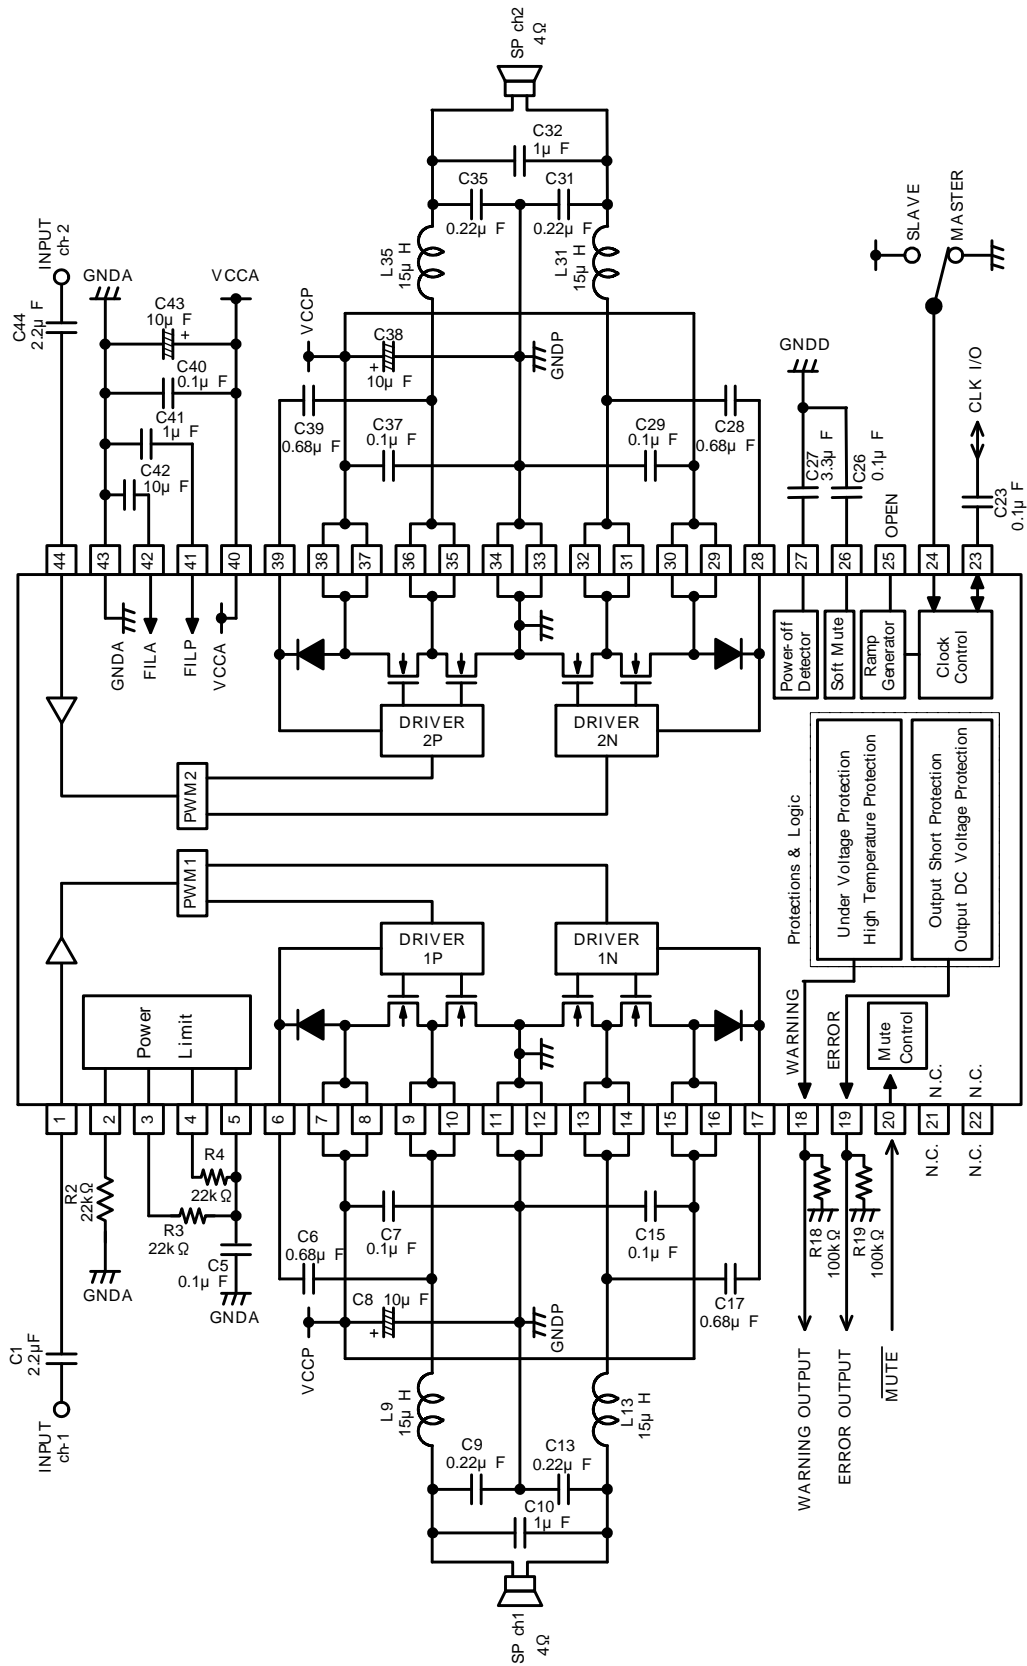 SP ch2
4Ω
C32
1μ F
C35
0.22μ F
C31
0.22μ F
L35
15μ H
L31
15μ H
SLAVE
MASTER
INPUT
ch-2
C44
2.2μ F
GNDA
C43
10μ F
+
VCCA
C40
0.1μ F
C41
1μ F
C42
10μ F
VCCP
C38
+
10μ F
GNDP
C39
0.68μ F
C37
0.1μ F
C29
0.1μ F
C28
0.68μ F
GNDD
C27
3.3μ F
C26
0.1μ F
OPEN
CLK I/O
C23
0.1μ F
44
43
42
41
40
39
38
37
36
35
34
33
32
31
30
29
28
27
26
25
24
23
GNDA
FILA
FILP
VCCA
Power-off
Detector
Soft Mute
Ramp
Generator
Clock
Control
DRIVER
2P
DRIVER
2N
PWM2
PWM1
DRIVER
1P
DRIVER
1N
Protections & Logic
Under Voltage Protection
High Temperature Protection
Output Short Protection
Output DC Voltage Protection
Power
Limit
WARNING
ERROR
Mute
Control
N.C.
N.C.
1
2
3
4
5
6
7
8
9
10
11
12
13
14
15
16
17
18
19
20
21
22
N.C.
N.C.
R2
22kΩ
R4
22kΩ
R3
22kΩ
C5
0.1μ F
GNDA
GNDA
C1
2.2μF
INPUT
ch-1
C6
0.68μ F
C7
0.1μ F
C15
0.1μ F
C17
0.68μ F
VCCP
C8 10μ F
+
GNDP
R18
100kΩ
R19
100kΩ
WARNING OUTPUT
ERROR OUTPUT
MUTE
L9
15μ H
L13
15μ H
C9
0.22μ F
C13
0.22μ F
C10
1μ F
SP ch1
4Ω